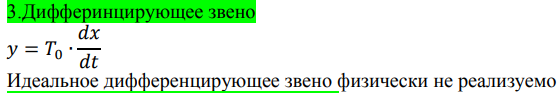 3.Дифферинцирующее звено
y = T₀ · dx/dt
Идеальное дифференцирующее звено физически не реализуемо